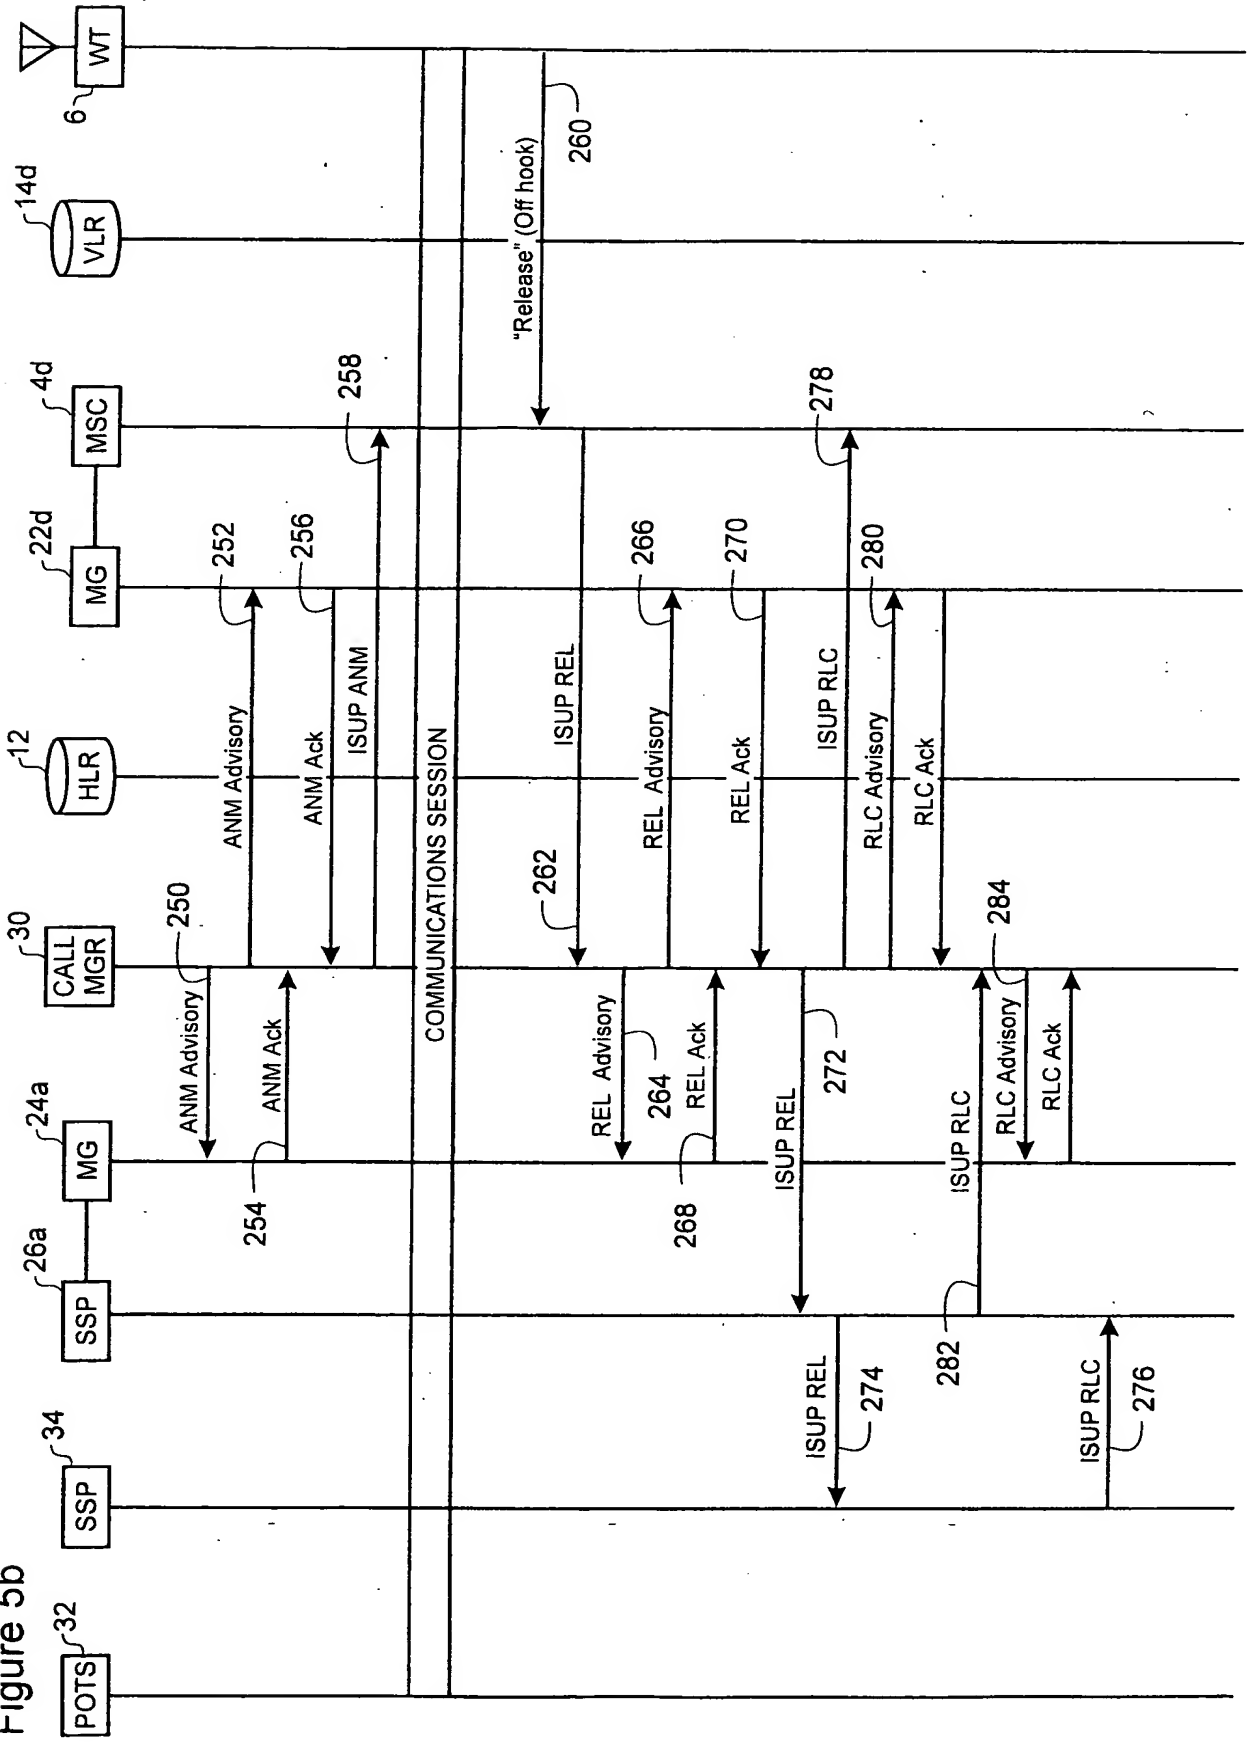 Figure 5b
POTS
32
SSP
34
SSP
26a
MG
24a
CALL
MGR
30
HLR
12
MG
22d
MSC
4d
VLR
14d
WT
6
ANM Advisory
250
ANM Advisory
252
ANM Ack
254
ANM Ack
256
ISUP ANM
258
COMMUNICATIONS SESSION
"Release" (Off hook)
260
ISUP REL
262
REL Advisory
264
REL Advisory
266
REL Ack
268
REL Ack
270
ISUP REL
272
ISUP REL
274
ISUP RLC
278
RLC Advisory
280
RLC Ack
ISUP RLC
282
RLC Advisory
284
RLC Ack
ISUP RLC
276